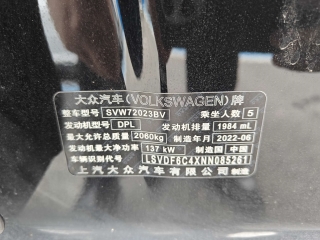 大众汽车(VOLKSWAGEN)牌
整车型号 SVW72023BV 乘坐人数 5
发动机型号 DPL 发动机排量 1984 mL
最大允许总质量 2060kg 制造年月 2022-06
发动机最大净功率 137 kW 制造国 中国
车辆识别代号 LSVDF6C4XNN085261
上汽大众汽车有限公司 制造